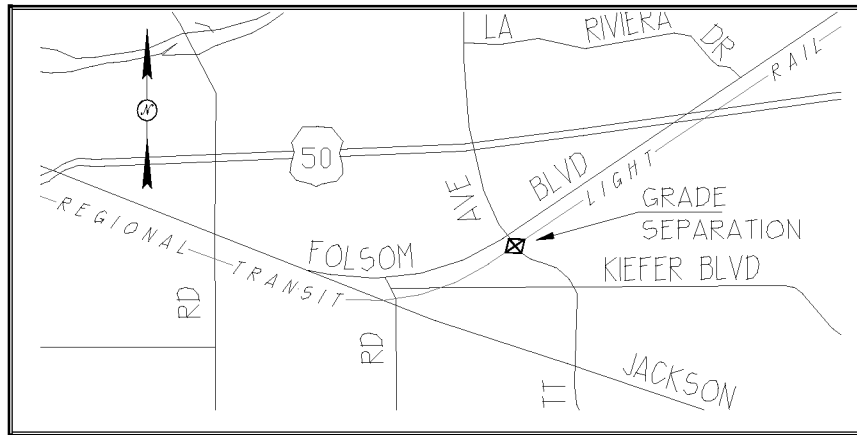 LA RIVIERA DR
RAIL
N
50
AVE
BLVD
LIGHT
GRADE
SEPARATION
REGIONAL TRANSIT
FOLSOM
KIEFER BLVD
RD
RD
JACKSON
TT